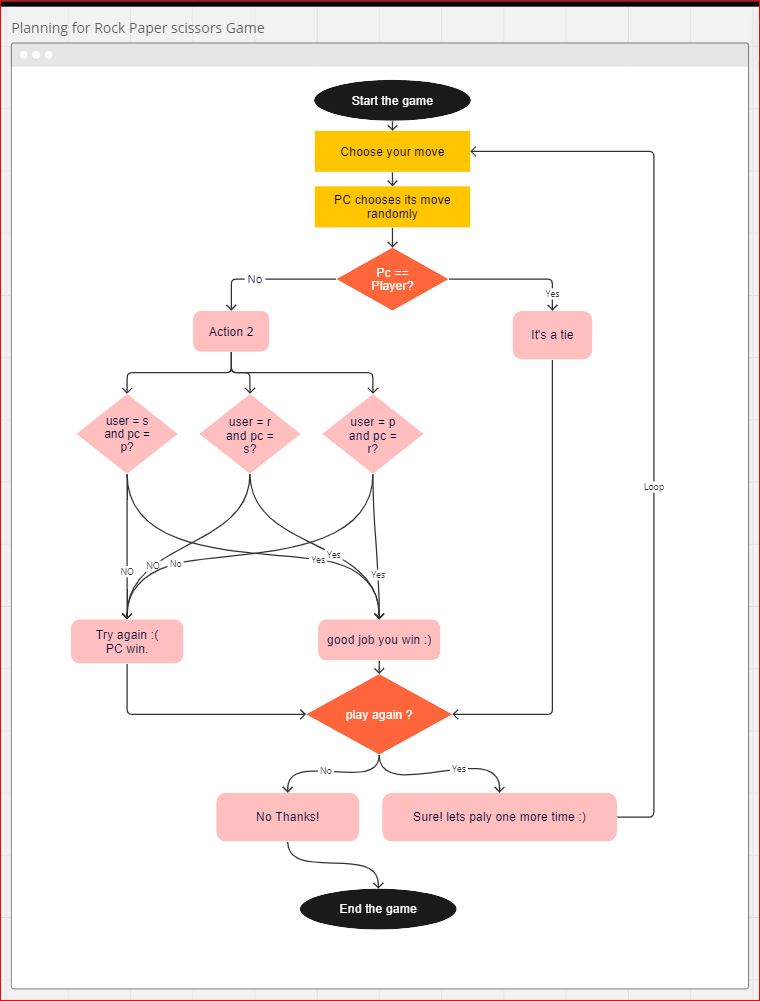 Planning for Rock Paper scissors Game
Start the game
Choose your move
PC chooses its move
randomly
Pc ==
Player?
No
Yes
Action 2
It's a tie
user = s
and pc =
p?
user = r
and pc =
s?
user = p
and pc =
r?
Loop
NO
NO
No
Yes
Yes
Yes
Try again :(
PC win.
good job you win :)
play again ?
No
Yes
No Thanks!
Sure! lets paly one more time :)
End the game